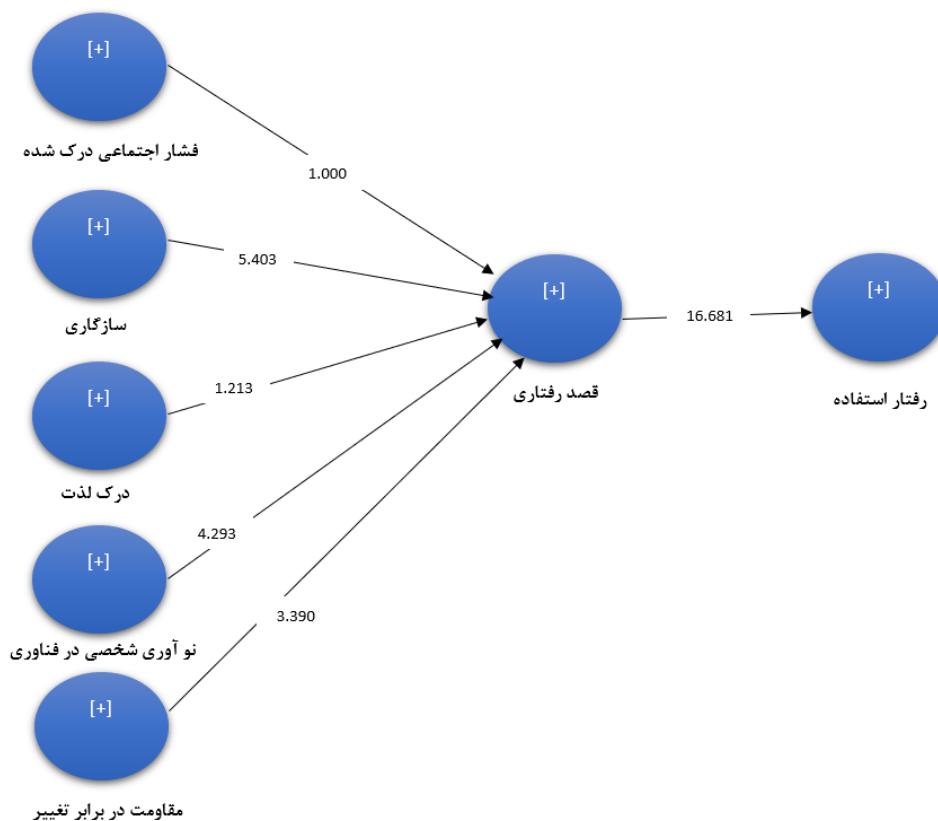 [+]
فشار اجتماعی درک شده
1.000
[+]
سازگاری
5.403
[+]
قصد رفتاری
16.681
[+]
رفتار استفاده
[+]
درک لذت
1.213
[+]
نو آوری شخصی در فناوری
4.293
[+]
مقاومت در برابر تغییر
3.390